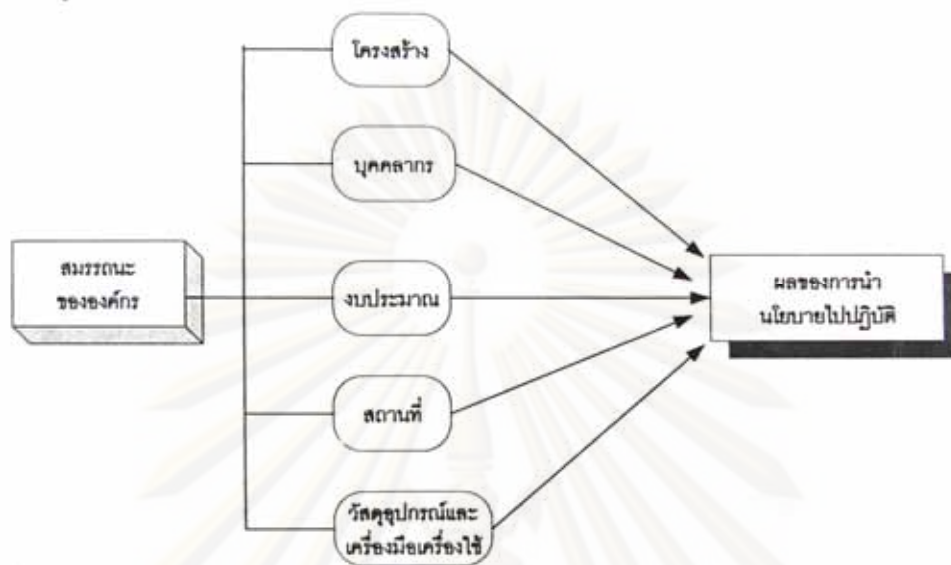 โครงสร้าง
บุคคลากร
สมรรถนะ
ขององค์กร
งบประมาณ
ผลของการนำ
นโยบายไปปฏิบัติ
สถานที่
วัสดุอุปกรณ์และ
เครื่องมือเครื่องใช้